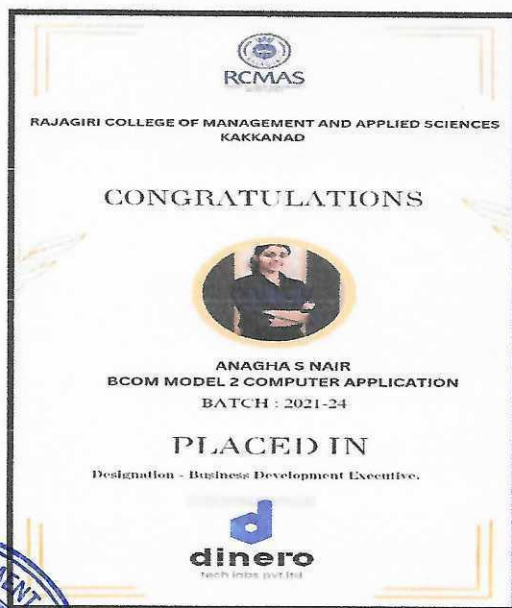 RCMAS
RAJAGIRI COLLEGE OF MANAGEMENT AND APPLIED SCIENCES
KAKKANAD
CONGRATULATIONS
ANAGHA S NAIR
BCOM MODEL 2 COMPUTER APPLICATION
BATCH : 2021-24
PLACED IN
Designation - Business Development Executive.
dinero
tech labs pvt ltd